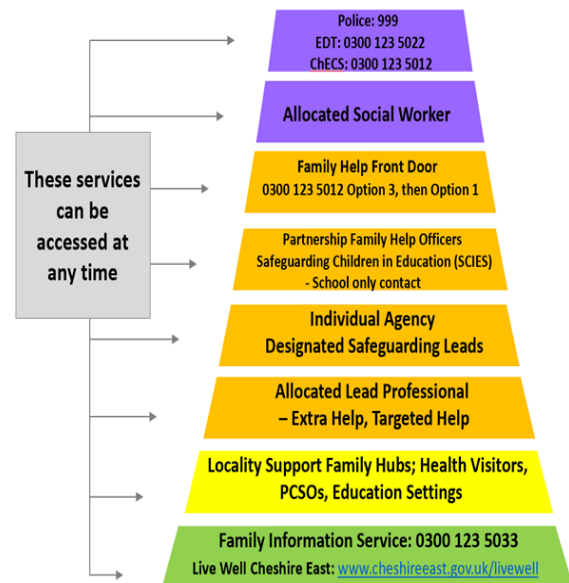 Police: 999
EDT: 0300 123 5022
ChECS: 0300 123 5012
Allocated Social Worker
These services
can be
accessed at
any time
Family Help Front Door
0300 123 5012 Option 3, then Option 1
Partnership Family Help Officers
Safeguarding Children in Education (SCIES)
- School only contact
Individual Agency
Designated Safeguarding Leads
Allocated Lead Professional
– Extra Help, Targeted Help
Locality Support Family Hubs; Health Visitors,
PCSOs, Education Settings
Family Information Service: 0300 123 5033
Live Well Cheshire East: www.cheshireeast.gov.uk/livewell